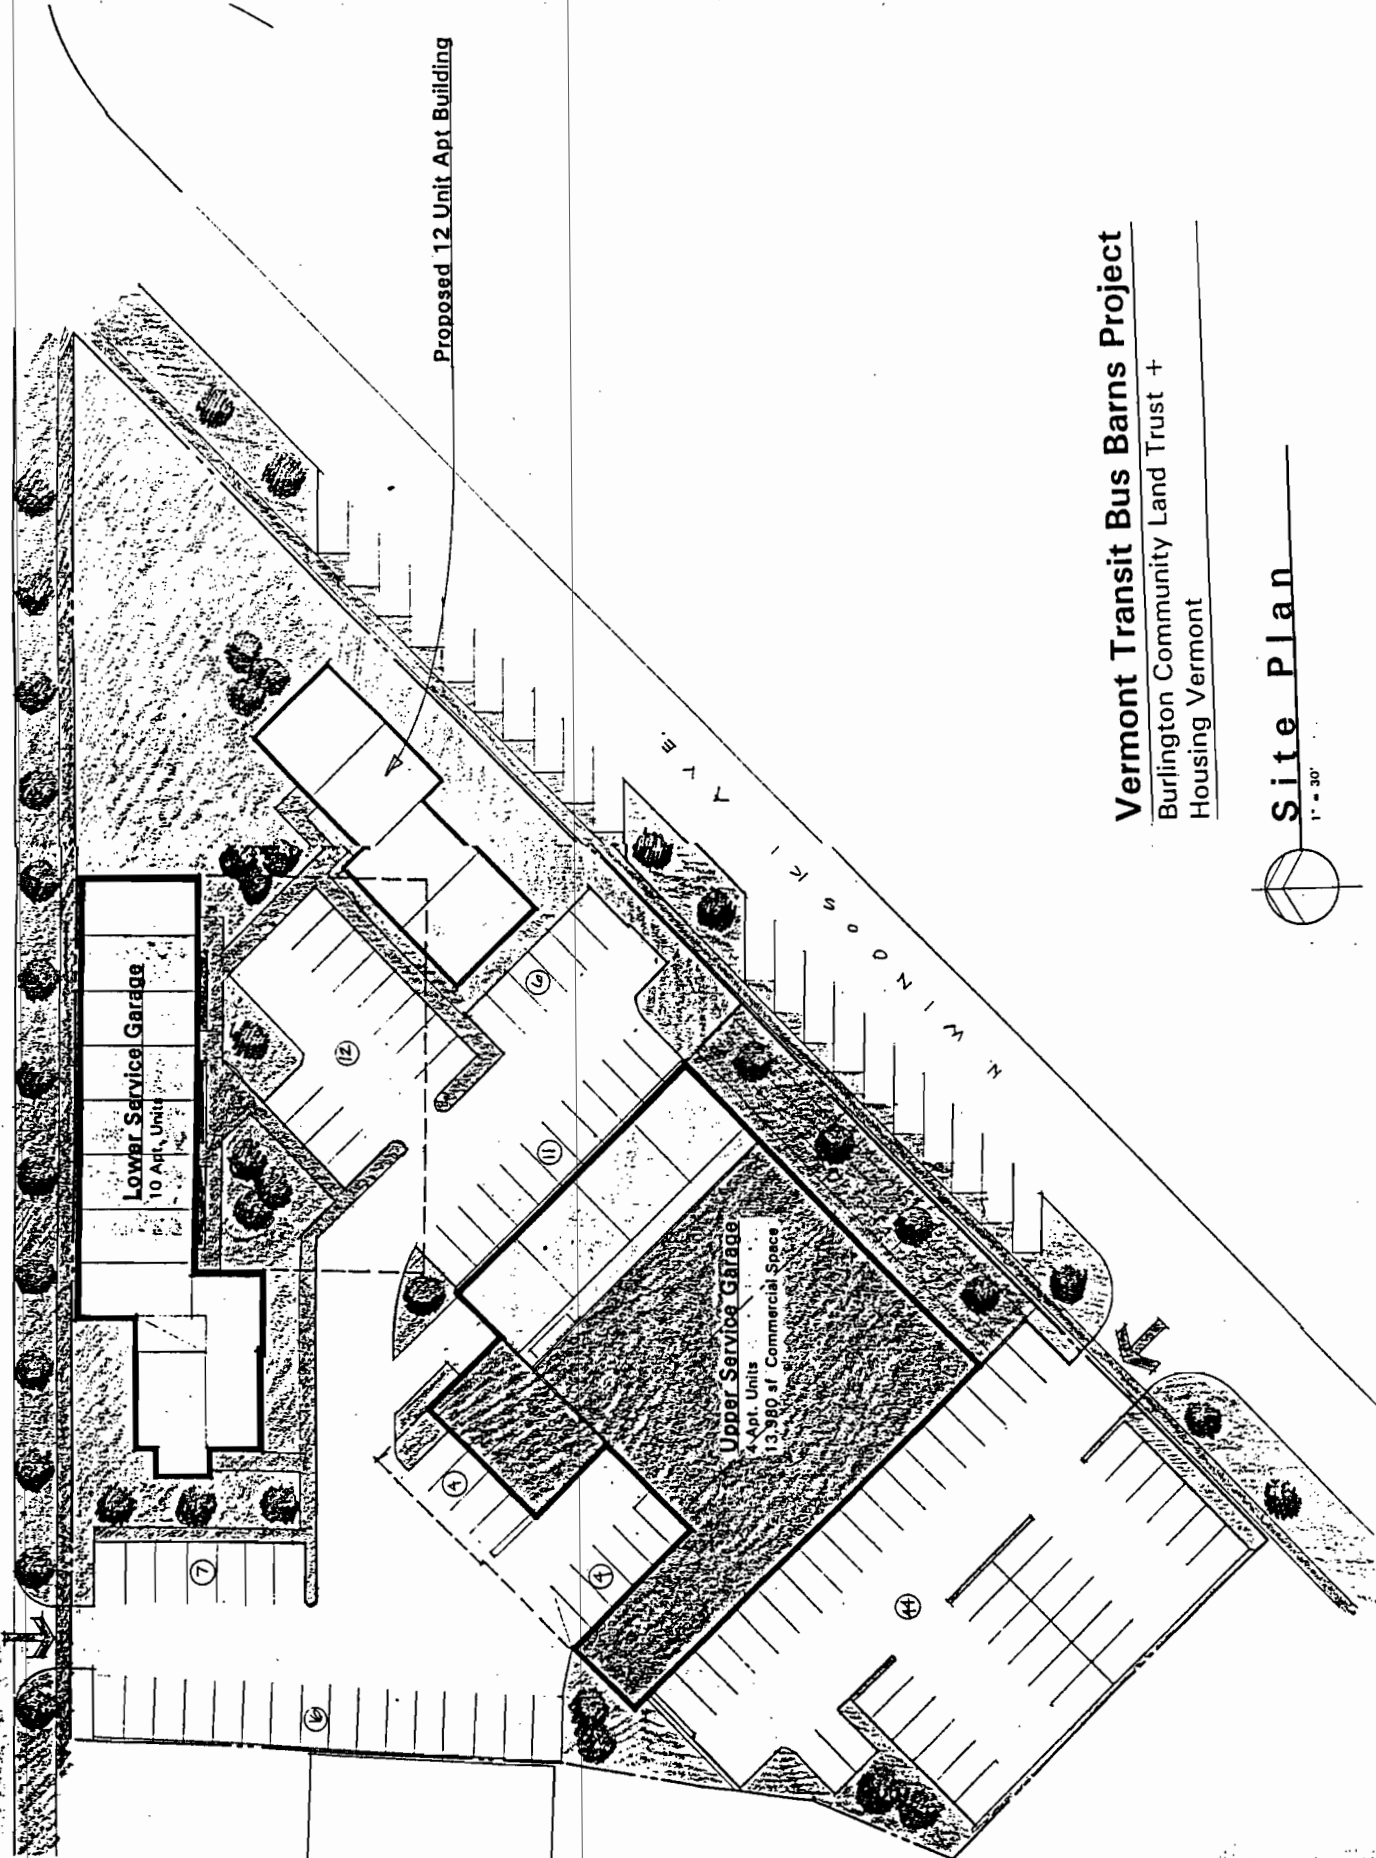 Vermont Transit Bus Barns Project
Burlington Community Land Trust +
Housing Vermont
Site Plan
1" = 30'
Proposed 12 Unit Apt Building
Lower Service Garage
10 Apt. Units
Upper Service Garage
4 Apt. Units
13,980 sf Commercial Space
N. WINOOSKI AVE.
12
6
11
4
4
7
16
44